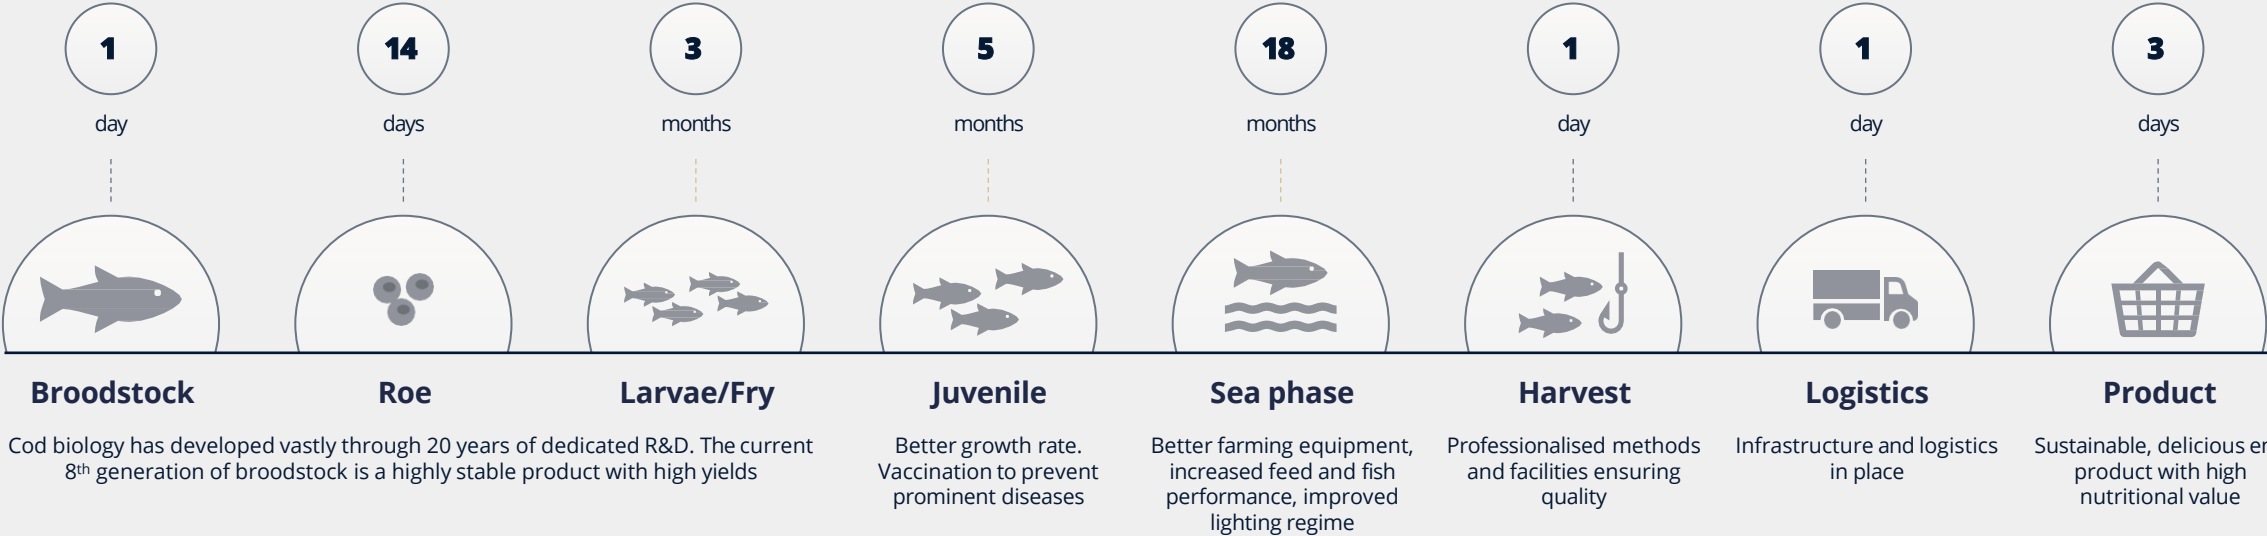 1
14
3
5
18
1
1
3
day
days
months
months
months
day
day
days
Broodstock
Roe
Larvae/Fry
Juvenile
Sea phase
Harvest
Logistics
Product
Cod biology has developed vastly through 20 years of dedicated R&D. The current
8th generation of broodstock is a highly stable product with high yields
Better growth rate.
Vaccination to prevent
prominent diseases
Better farming equipment,
increased feed and fish
performance, improved
lighting regime
Professionalised methods
and facilities ensuring
quality
Infrastructure and logistics
in place
Sustainable, delicious
product with high
nutritional value